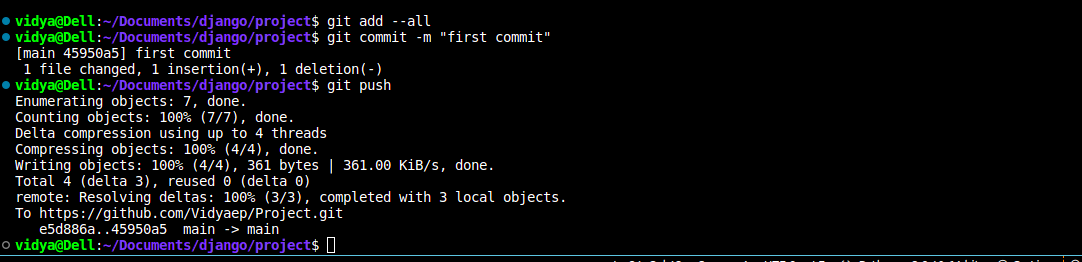 vidya@Dell:~/Documents/django/project$ git add --all
vidya@Dell:~/Documents/django/project$ git commit -m "first commit"
[main 45950a5] first commit
 1 file changed, 1 insertion(+), 1 deletion(-)
vidya@Dell:~/Documents/django/project$ git push
Enumerating objects: 7, done.
Counting objects: 100% (7/7), done.
Delta compression using up to 4 threads
Compressing objects: 100% (4/4), done.
Writing objects: 100% (4/4), 361 bytes | 361.00 KiB/s, done.
Total 4 (delta 3), reused 0 (delta 0)
remote: Resolving deltas: 100% (3/3), completed with 3 local objects.
To https://github.com/Vidyaep/Project.git
   e5d886a..45950a5  main -> main
vidya@Dell:~/Documents/django/project$